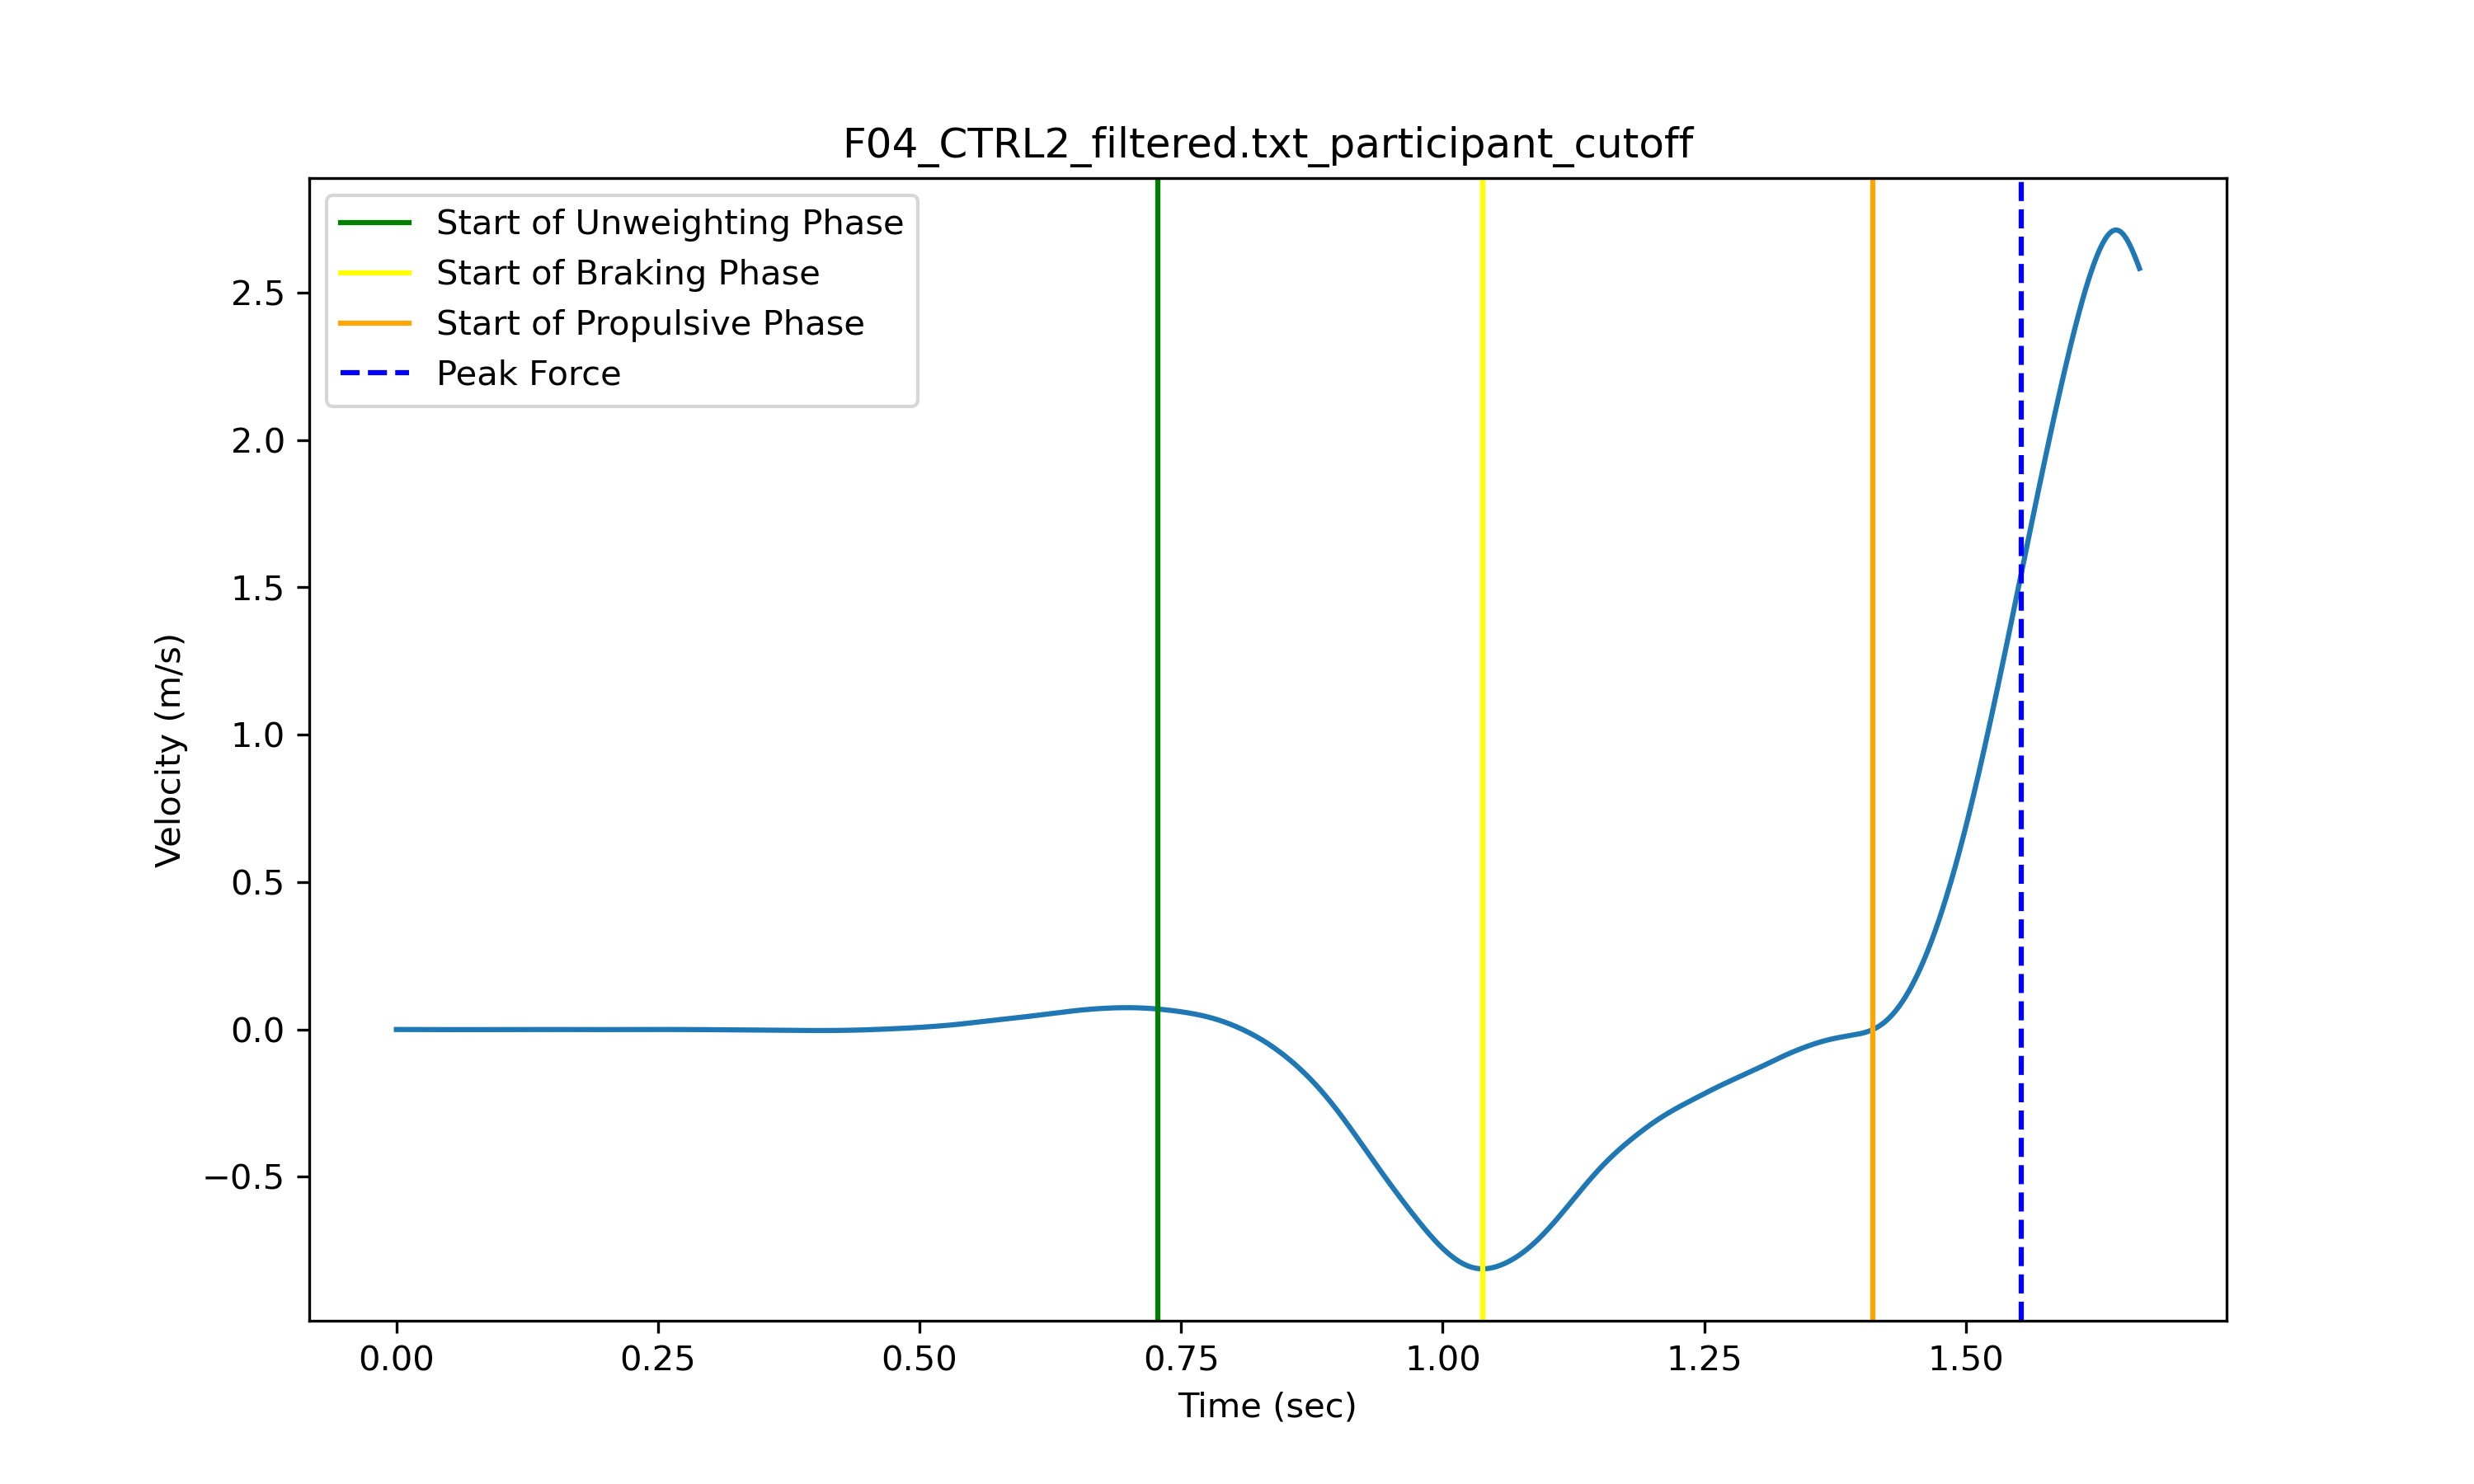 F04_CTRL2_filtered.txt_participant_cutoff
Start of Unweighting Phase
Start of Braking Phase
Start of Propulsive Phase
Peak Force
2.5
2.0
1.5
1.0
0.5
0.0
−0.5
Velocity (m/s)
0.00 0.25 0.50 0.75 1.00 1.25 1.50
Time (sec)